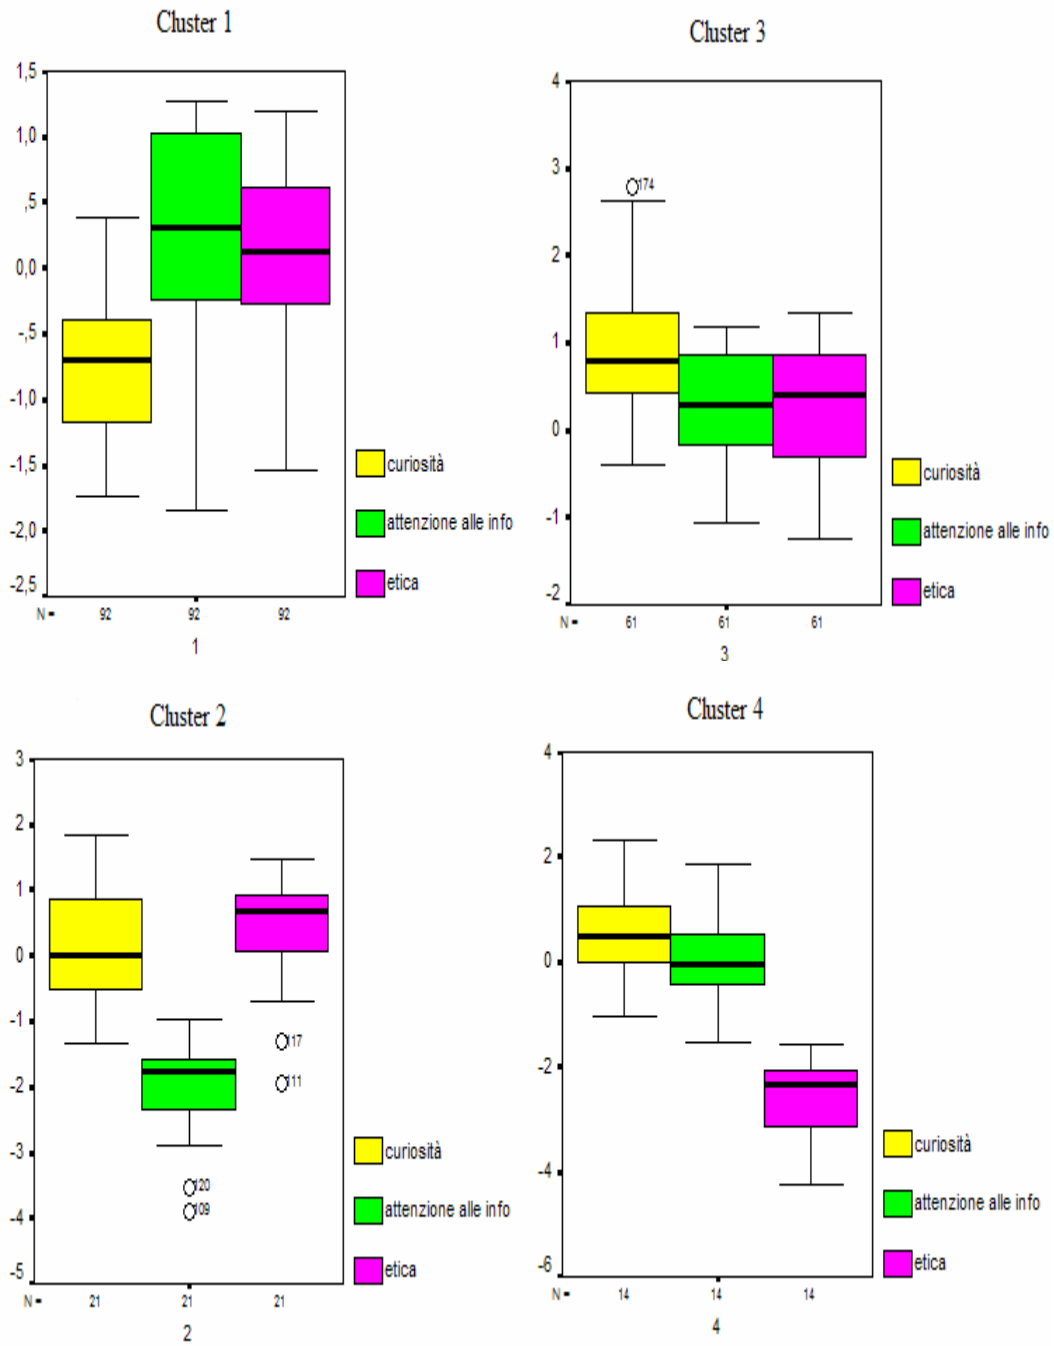 Cluster 1
1,5
1,0
,5
0,0
-,5
-1,0
-1,5
-2,0
-2,5
N = 92 92 92
1
curiosità
attenzione alle info
etica
Cluster 3
4
3
2
1
0
-1
-2
174
N = 61 61 61
3
curiosità
attenzione alle info
etica
Cluster 2
3
2
1
0
-1
-2
-3
-4
-5
117
111
120
109
N = 21 21 21
2
curiosità
attenzione alle info
etica
Cluster 4
4
2
0
-2
-4
-6
N = 14 14 14
4
curiosità
attenzione alle info
etica